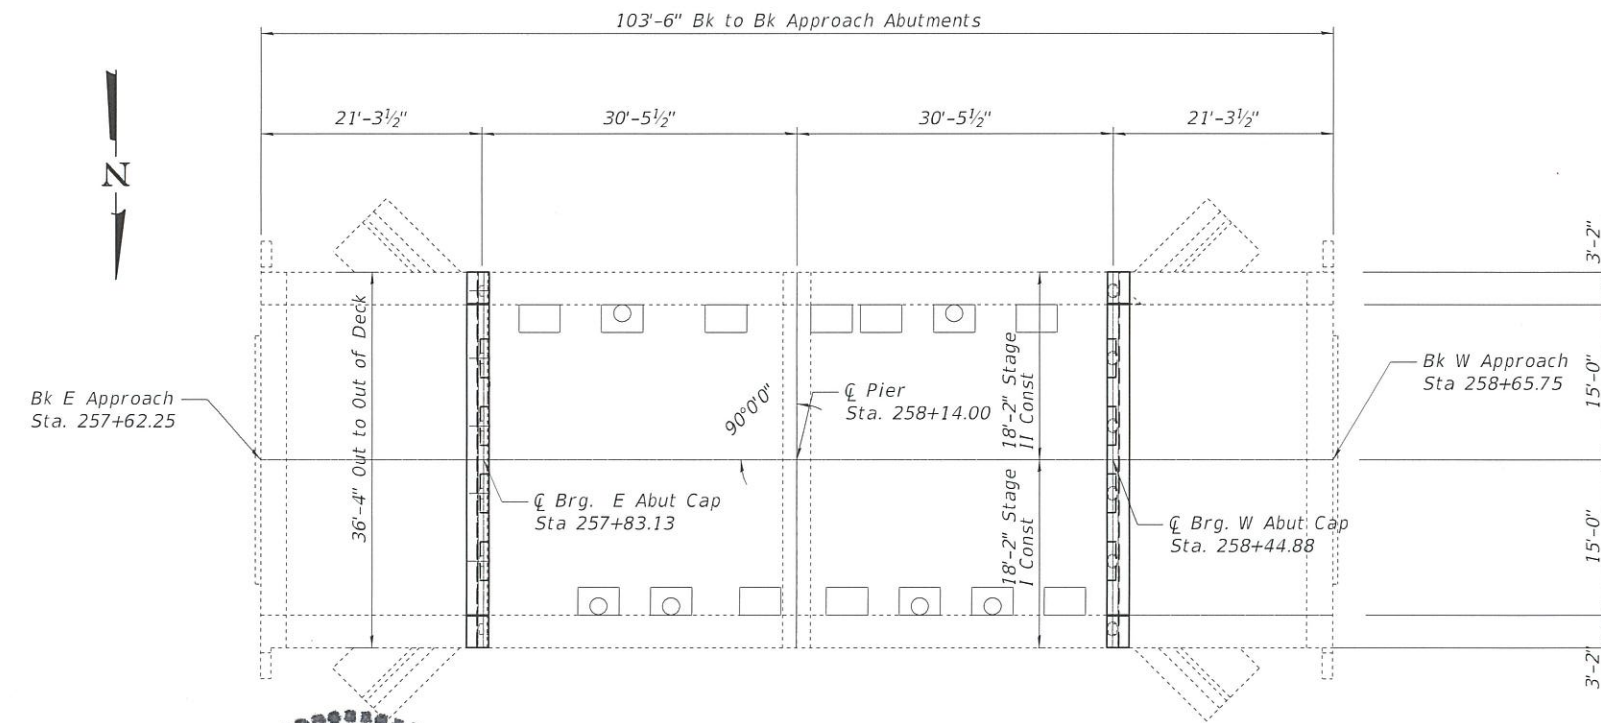 103'-6" Bk to Bk Approach Abutments
21'-3½"
30'-5½"
30'-5½"
21'-3½"
N
3'-2"
36'-4" Out to Out of Deck
18'-2" Stage
II Const
Bk W Approach
Sta 258+65.75
15'-0"
Bk E Approach
Sta. 257+62.25
90°0'0"
℄ Pier
Sta. 258+14.00
℄ Brg. E Abut Cap
Sta 257+83.13
18'-2" Stage
I Const
℄ Brg. W Abut Cap
Sta. 258+44.88
15'-0"
3'-2"